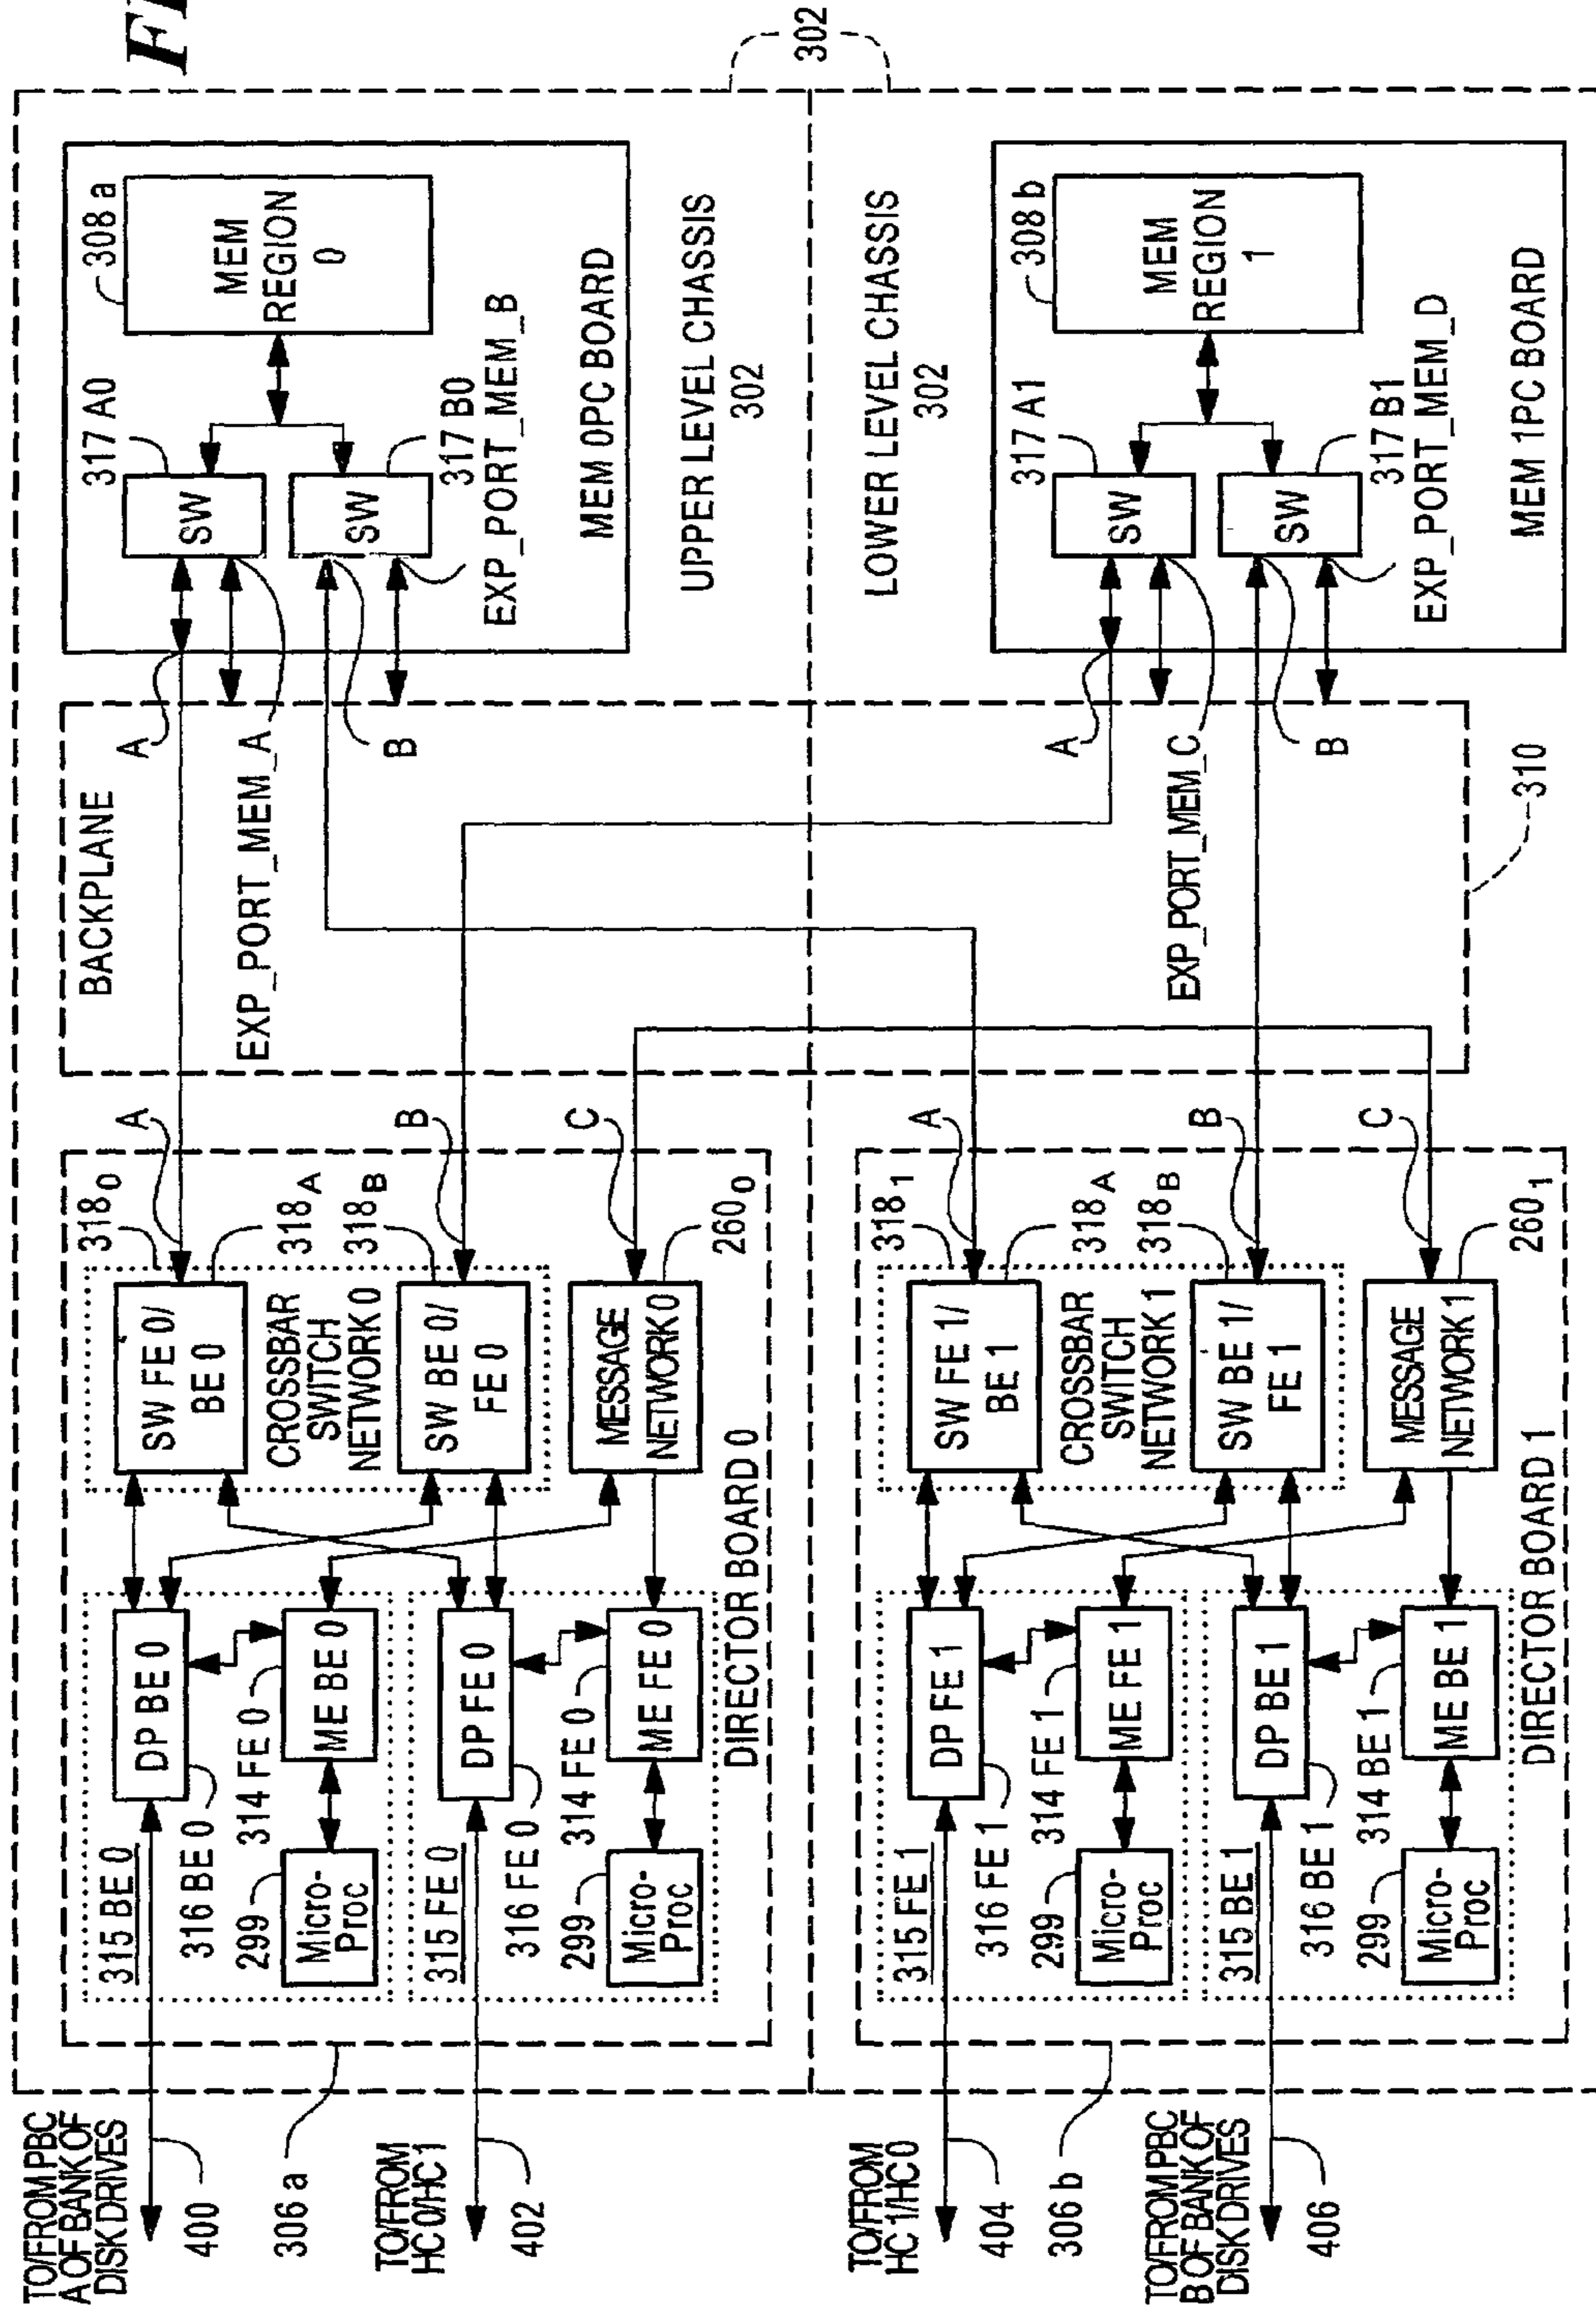 FI
302
308 a
MEM
REGION
0
317 A0
SW
317 B0
SW
EXP_PORT_MEM_B
MEM 0PC BOARD
UPPER LEVEL CHASSIS
302
A
EXP_PORT_MEM_A
B
BACKPLANE
A
318 0
318 A
318 B
B
C
260 0
SW FE 0/
BE 0
CROSSBAR
SWITCH
NETWORK 0
SW BE 0/
FE 0
MESSAGE
NETWORK 0
DIRECTOR BOARD 0
DP BE 0
ME BE 0
DP FE 0
ME FE 0
315 BE 0
316 BE 0
314 FE 0
299
Micro-
Proc
315 FE 0
316 FE 0
314 FE 0
299
Micro-
Proc
TO/FROM PBC
A OF BANK OF
DISK DRIVES
400
306 a
TO/FROM
HC 0/HC 1
402
LOWER LEVEL CHASSIS
302
308 b
MEM
REGION
1
317 A1
SW
317 B1
SW
EXP_PORT_MEM_D
MEM 1PC BOARD
A
EXP_PORT_MEM_C
B
310
A
318 1
318 A
318 B
B
C
260 1
SW FE 1/
BE 1
CROSSBAR
SWITCH
NETWORK 1
SW BE 1/
FE 1
MESSAGE
NETWORK 1
DIRECTOR BOARD 1
DP FE 1
ME FE 1
DP BE 1
ME BE 1
315 FE 1
316 FE 1
314 FE 1
299
Micro-
Proc
315 BE 1
316 BE 1
314 BE 1
299
Micro-
Proc
TO/FROM
HC 1/HC 0
404
306 b
TO/FROM PBC
B OF BANK OF
DISK DRIVES
406